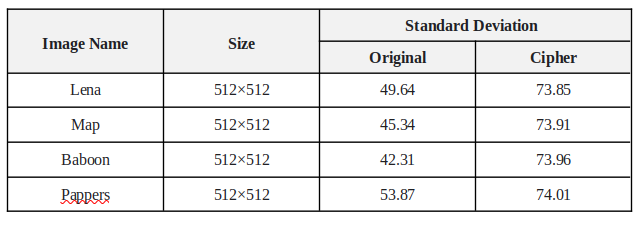 Image Name Size Standard Deviation
Original Cipher
Lena 512×512 49.64 73.85
Map 512×512 45.34 73.91
Baboon 512×512 42.31 73.96
Pappers 512×512 53.87 74.01